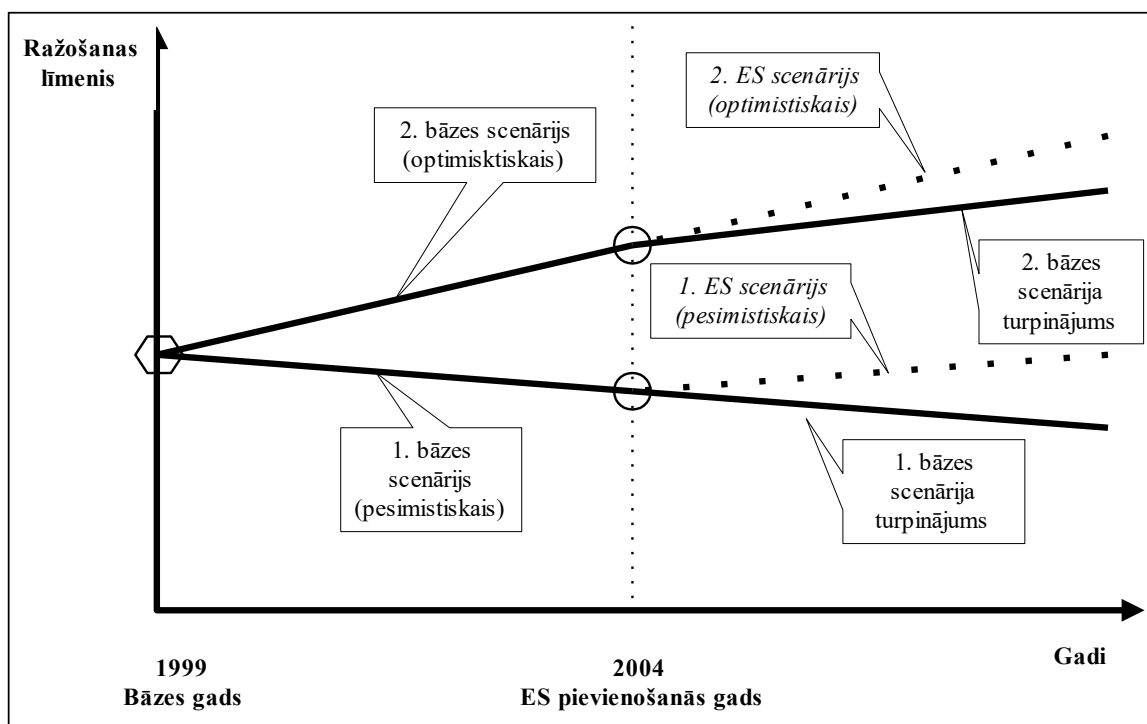 Ražošanas
līmenis
2. bāzes scenārijs
(optimisktiskais)
2. ES scenārijs
(optimistiskais)
1. ES scenārijs
(pesimistiskais)
2. bāzes
scenārija
turpinājums
1. bāzes
scenārijs
(pesimistiskais)
1. bāzes
scenārija
turpinājums
Gadi
1999
Bāzes gads
2004
ES pievienošanās gads